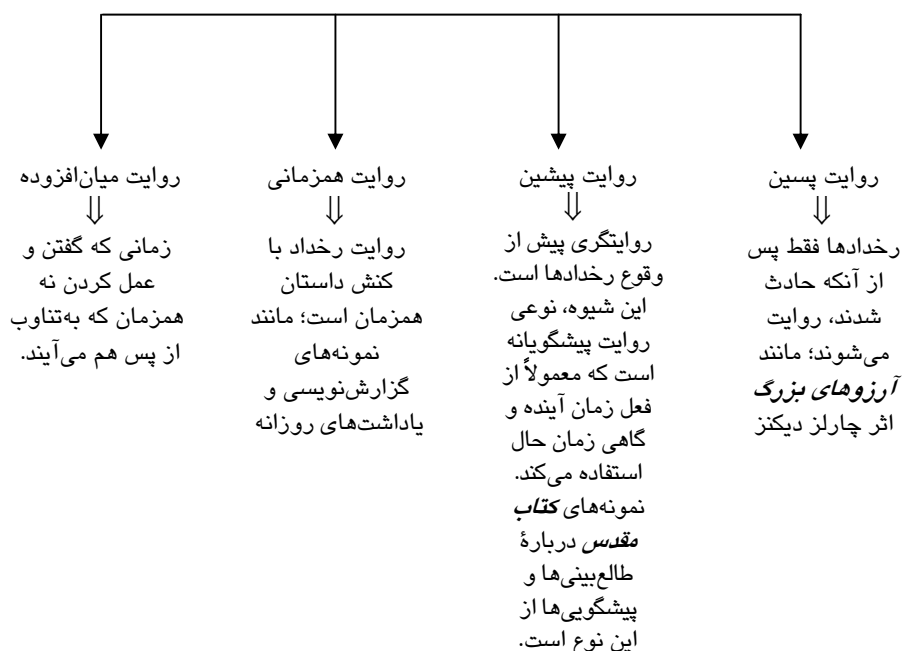 روایت پسین
⇓
رخدادها فقط پس
از آنکه حادث
شدند، روایت
می‌شوند؛ مانند
آرزوهای بزرگ
اثر چارلز دیکنز
روایت پیشین
⇓
روایتگری پیش از
وقوع رخدادها است.
این شیوه، نوعی
روایت پیشگویانه
است که معمولاً از
فعل زمان آینده و
گاهی زمان حال
استفاده می‌کند.
نمونه‌های کتاب
مقدس دربارهٔ
طالع‌بینی‌ها و
پیشگویی‌ها از
این نوع است.
روایت همزمانی
⇓
روایت رخداد با
کنش داستان
همزمان است؛ مانند
نمونه‌های
گزارش‌نویسی و
یاداشت‌های روزانه
روایت میان‌افزوده
⇓
زمانی که گفتن و
عمل کردن نه
همزمان که به‌تناوب
از پس هم می‌آیند.